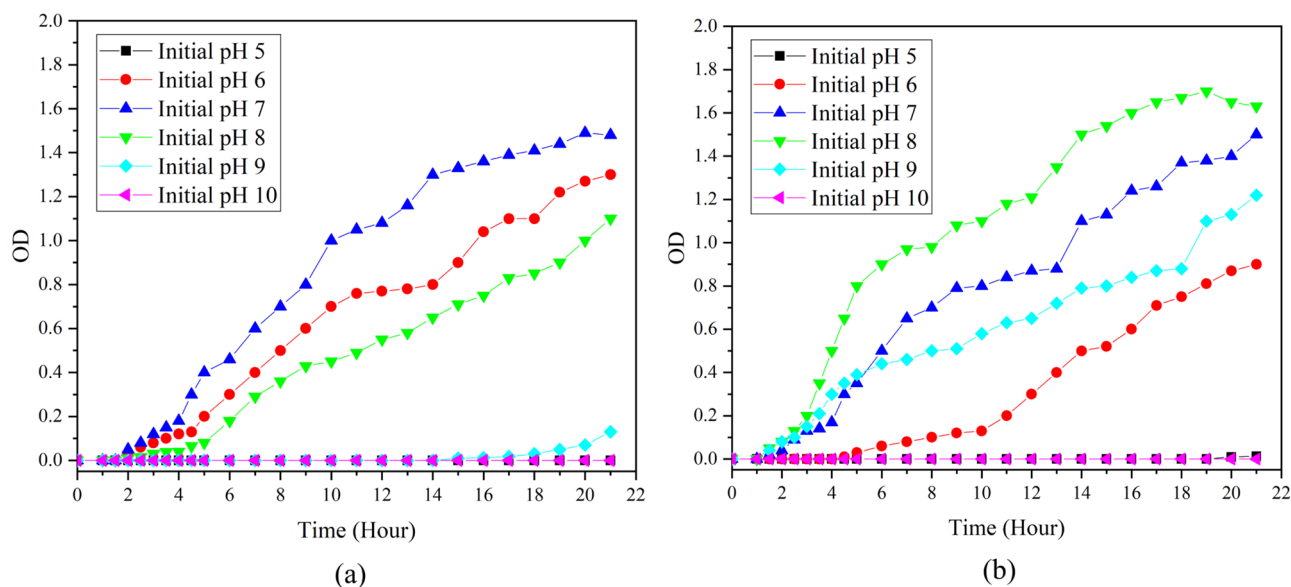 2.0
1.8
1.6
1.4
1.2
1.0
0.8
0.6
0.4
0.2
0.0
OD
Initial pH 5
Initial pH 6
Initial pH 7
Initial pH 8
Initial pH 9
Initial pH 10
0 2 4 6 8 10 12 14 16 18 20 22
Time (Hour)
(a)
2.0
1.8
1.6
1.4
1.2
1.0
0.8
0.6
0.4
0.2
0.0
OD
Initial pH 5
Initial pH 6
Initial pH 7
Initial pH 8
Initial pH 9
Initial pH 10
0 2 4 6 8 10 12 14 16 18 20 22
Time (Hour)
(b)